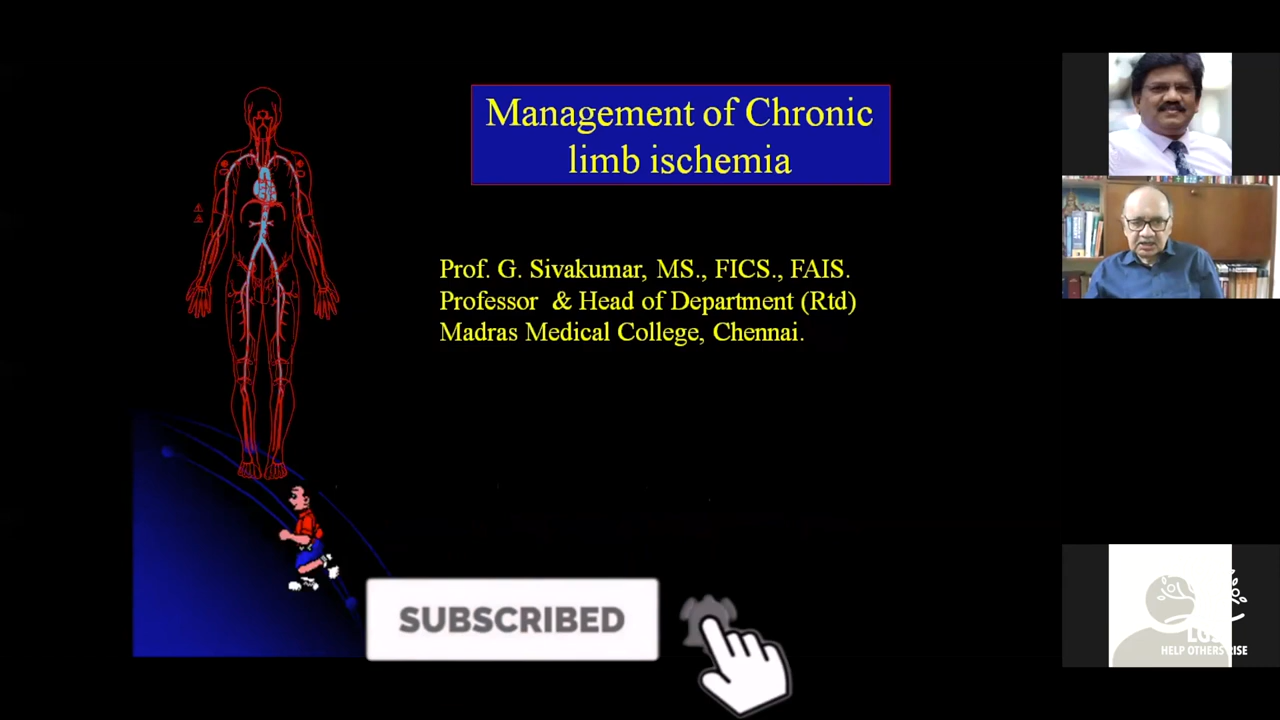 Management of Chronic
limb ischemia
Prof. G. Sivakumar, MS., FICS., FAIS.
Professor & Head of Department (Rtd)
Madras Medical College, Chennai.
SUBSCRIBED
HELP OTHERS RISE